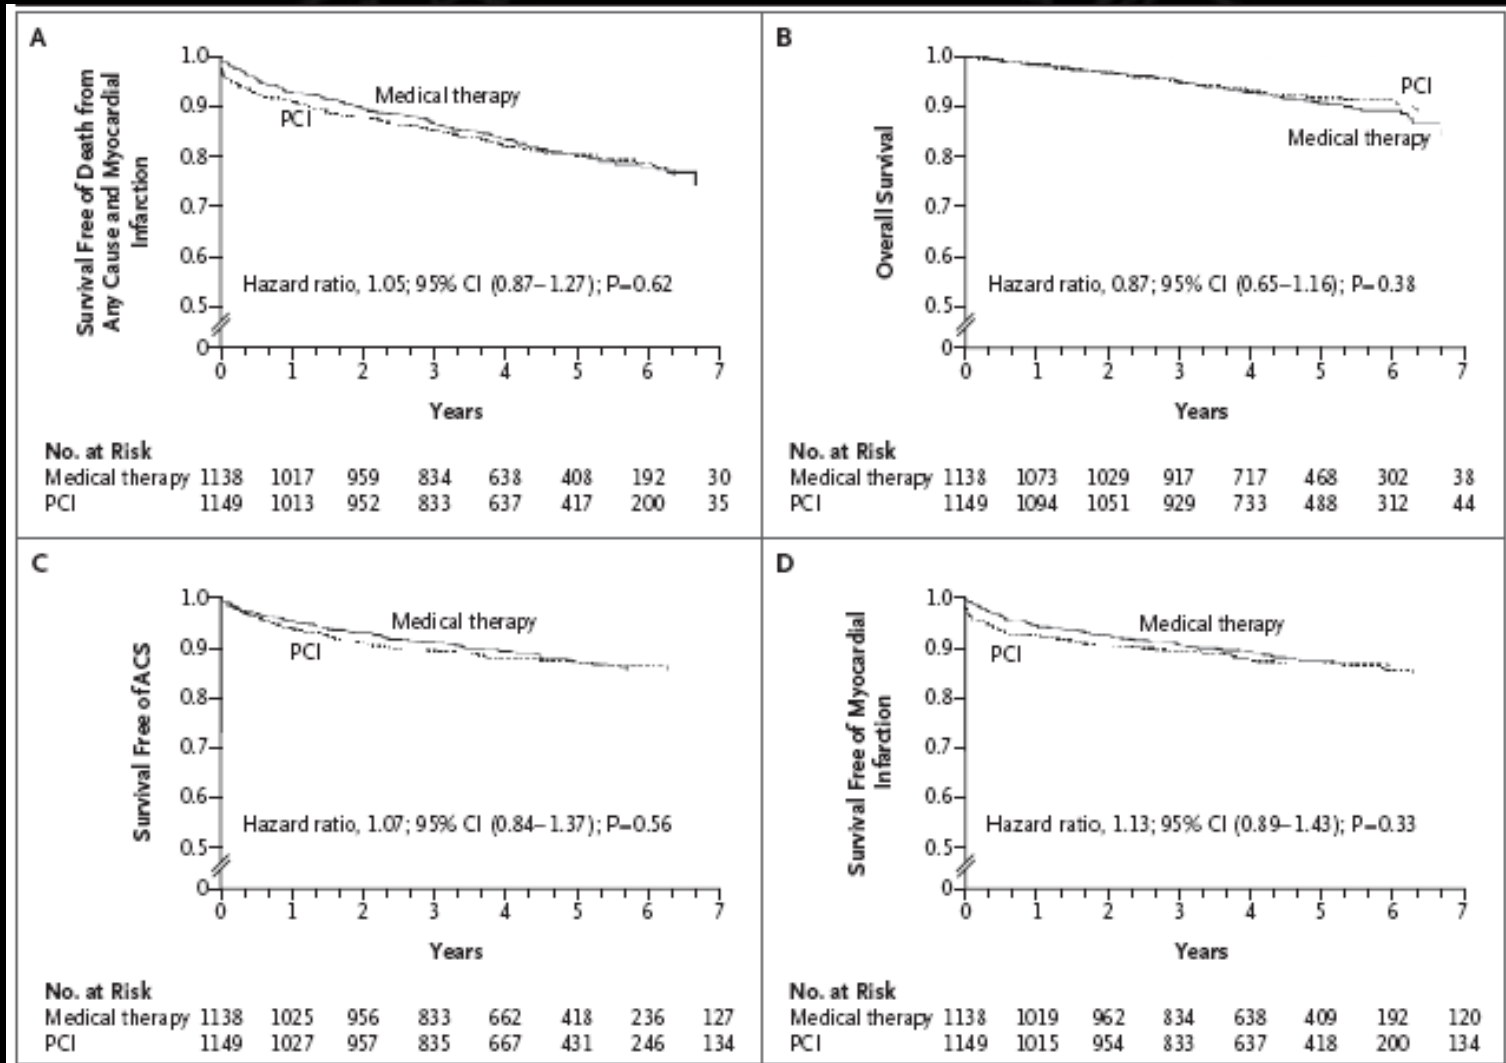 A
Survival Free of Death from
Any Cause and Myocardial
Infarction
1.0
0.9
0.8
0.7
0.6
0.5
0
Medical therapy
PCI
Hazard ratio, 1.05; 95% CI (0.87–1.27); P=0.62
0 1 2 3 4 5 6 7
Years
No. at Risk
Medical therapy 1138 1017 959 834 638 408 192 30
PCI 1149 1013 952 833 637 417 200 35
B
Overall Survival
1.0
0.9
0.8
0.7
0.6
0.5
0
PCI
Medical therapy
Hazard ratio, 0.87; 95% CI (0.65–1.16); P=0.38
0 1 2 3 4 5 6 7
Years
No. at Risk
Medical therapy 1138 1073 1029 917 717 468 302 38
PCI 1149 1094 1051 929 733 488 312 44
C
Survival Free of ACS
1.0
0.9
0.8
0.7
0.6
0.5
0
Medical therapy
PCI
Hazard ratio, 1.07; 95% CI (0.84–1.37); P=0.56
0 1 2 3 4 5 6 7
Years
No. at Risk
Medical therapy 1138 1025 956 833 662 418 236 127
PCI 1149 1027 957 835 667 431 246 134
D
Survival Free of Myocardial
Infarction
1.0
0.9
0.8
0.7
0.6
0.5
0
Medical therapy
PCI
Hazard ratio, 1.13; 95% CI (0.89–1.43); P=0.33
0 1 2 3 4 5 6 7
Years
No. at Risk
Medical therapy 1138 1019 962 834 638 409 192 120
PCI 1149 1015 954 833 637 418 200 134